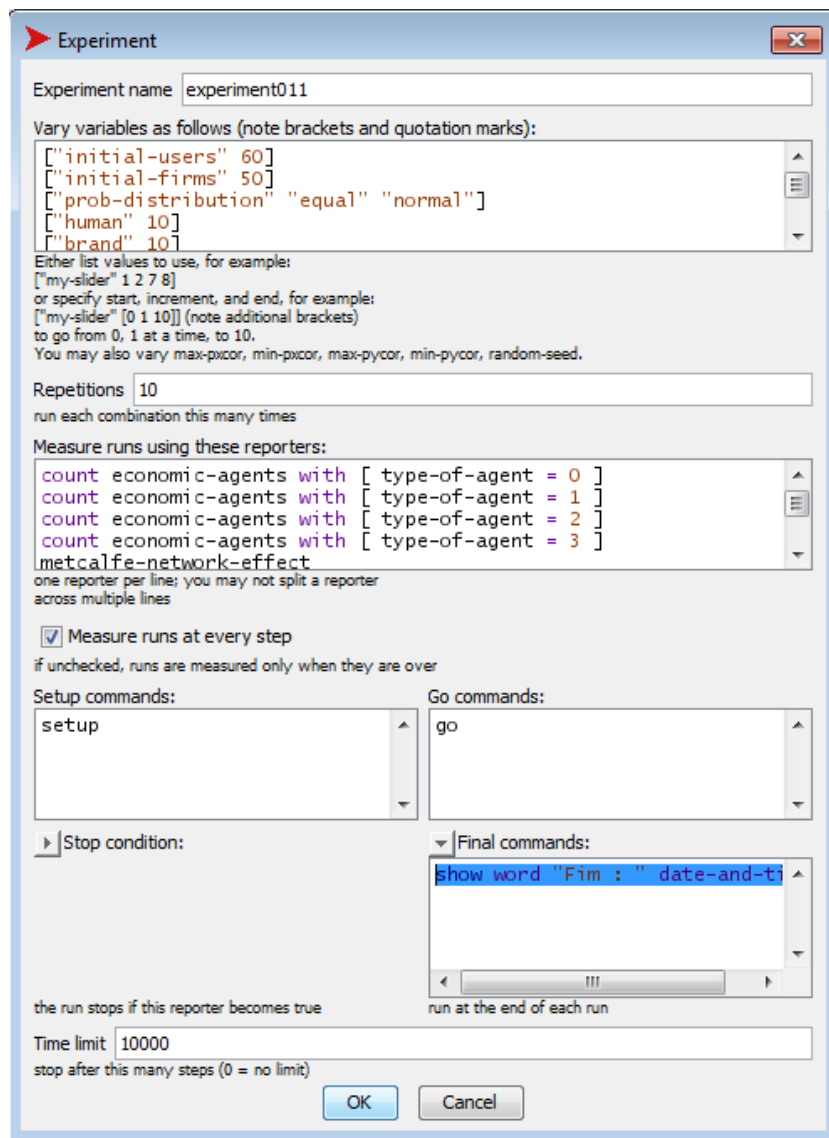 Experiment
Experiment name experiment011
Vary variables as follows (note brackets and quotation marks):
["initial-users" 60]
["initial-firms" 50]
["prob-distribution" "equal" "normal"]
["human" 10]
["brand" 10]
Either list values to use, for example:
["my-slider" 1 2 7 8]
or specify start, increment, and end, for example:
["my-slider" [0 1 10]] (note additional brackets)
to go from 0, 1 at a time, to 10.
You may also vary max-pxcor, min-pxcor, max-pycor, min-pycor, random-seed.
Repetitions 10
run each combination this many times
Measure runs using these reporters:
count economic-agents with [ type-of-agent = 0 ]
count economic-agents with [ type-of-agent = 1 ]
count economic-agents with [ type-of-agent = 2 ]
count economic-agents with [ type-of-agent = 3 ]
metcalfe-network-effect
one reporter per line; you may not split a reporter
across multiple lines
Measure runs at every step
if unchecked, runs are measured only when they are over
Setup commands:
setup
Go commands:
go
Stop condition:
the run stops if this reporter becomes true
Final commands:
show word "Fim : " date-and-ti
run at the end of each run
Time limit 10000
stop after this many steps (0 = no limit)
OK
Cancel